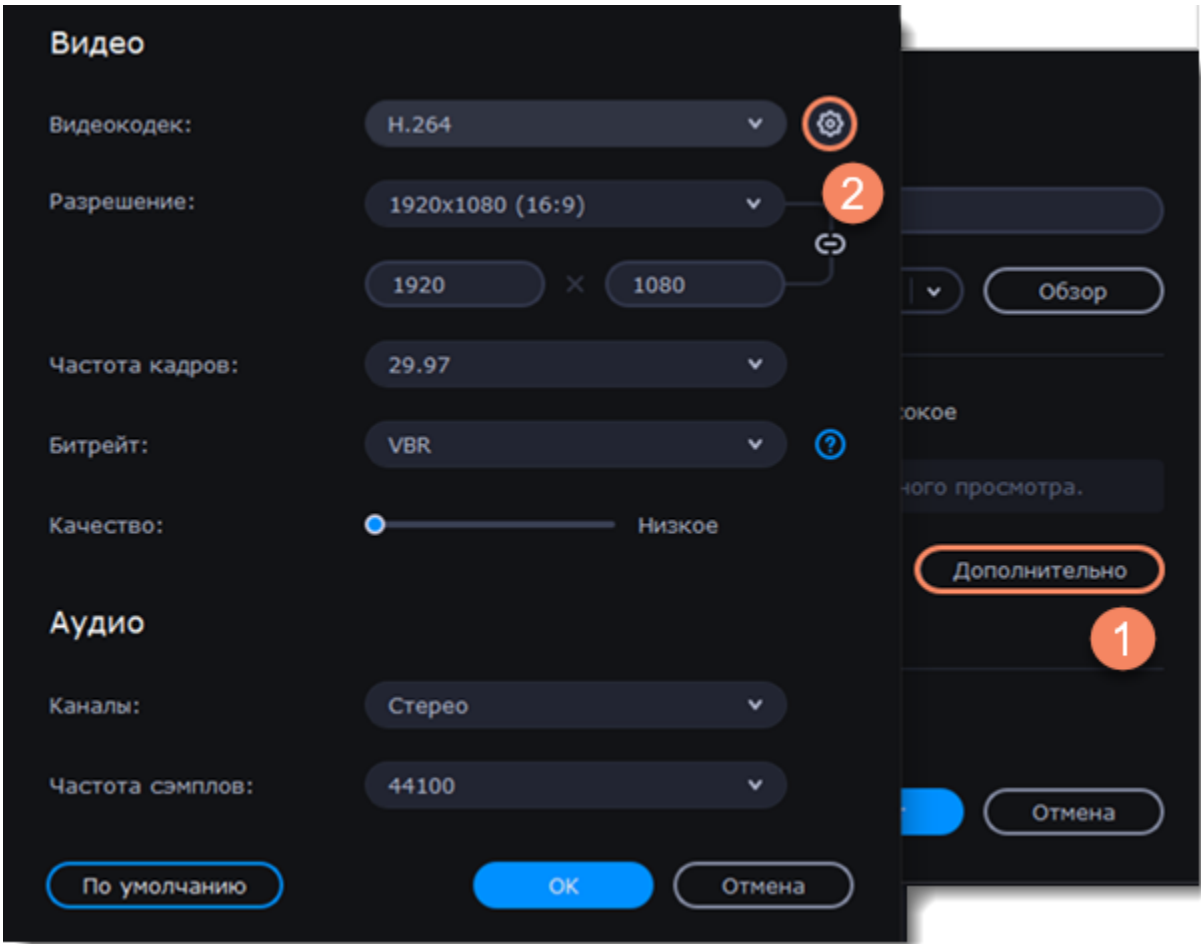 Видео
Видеокодек: H.264
2
Разрешение: 1920x1080 (16:9)
1920 × 1080
Частота кадров: 29.97
Битрейт: VBR ?
Качество: Низкое
Аудио
Каналы: Стерео
Частота сэмплов: 44100
По умолчанию OK Отмена
Обзор
окое
ного просмотра.
Дополнительно
1
Отмена